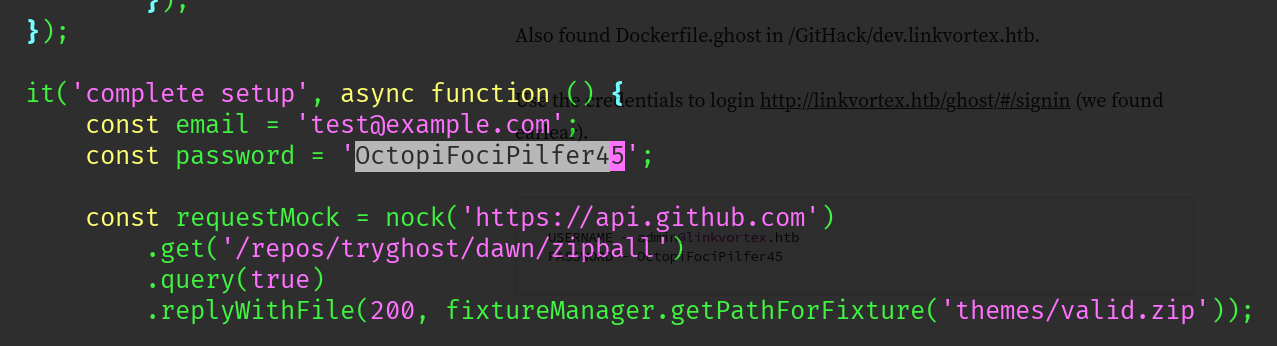 });
});
Also found Dockerfile.ghost in /GitHack/dev.linkvortex.htb.
it('complete setup', async function () {
Use the credentials to login http://linkvortex.htb/ghost/#/signin (we found
const email = 'test@example.com';
earlear).
const password = 'OctopiFociPilfer45';
const requestMock = nock('https://api.github.com')
USERNAME - admin@linkvortex.htb
.get('/repos/tryghost/dawn/zipball')
PASSWORD - OctopiFociPilfer45
.query(true)
.replyWithFile(200, fixtureManager.getPathForFixture('themes/valid.zip'));